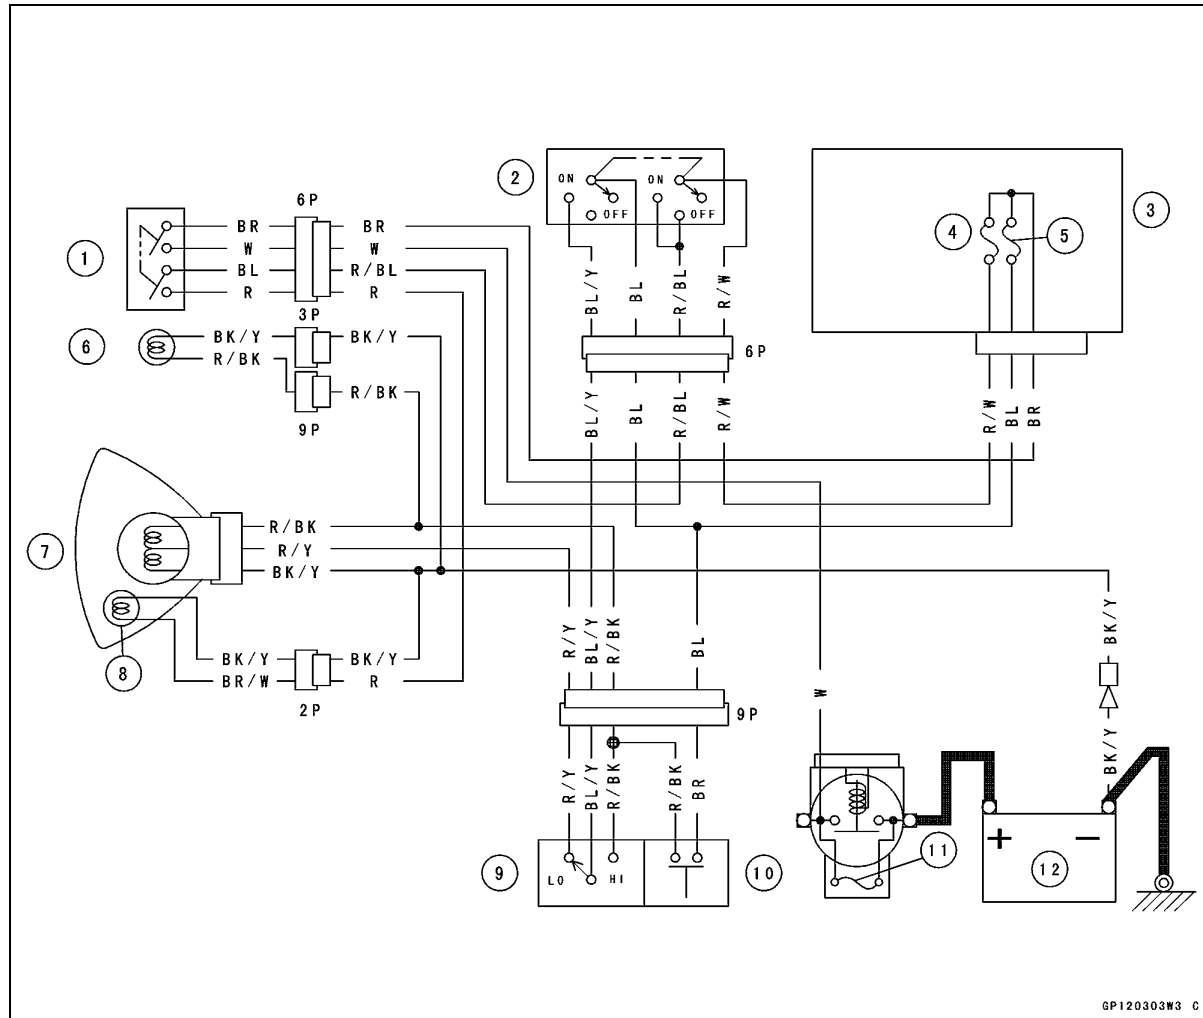 2
ON
ON
OFF
OFF
3
4
5
6P
1
BR
BR
W
W
BL
R/BL
R
R
3P
6
BK/Y
BK/Y
R/BK
R/BK
9P
BL/Y
BL
R/BL
R/W
6P
BL/Y
BL
R/BL
R/W
R/W
BL
BR
7
R/BK
R/Y
BK/Y
8
BK/Y
BK/Y
BR/W
R
2P
R/Y
BL/Y
R/BK
BL
9P
R/Y
BL/Y
R/BK
R/BK
BR
W
BK/Y
BK/Y
9
LO
HI
10
11
+
−
12
GP120303W3 C